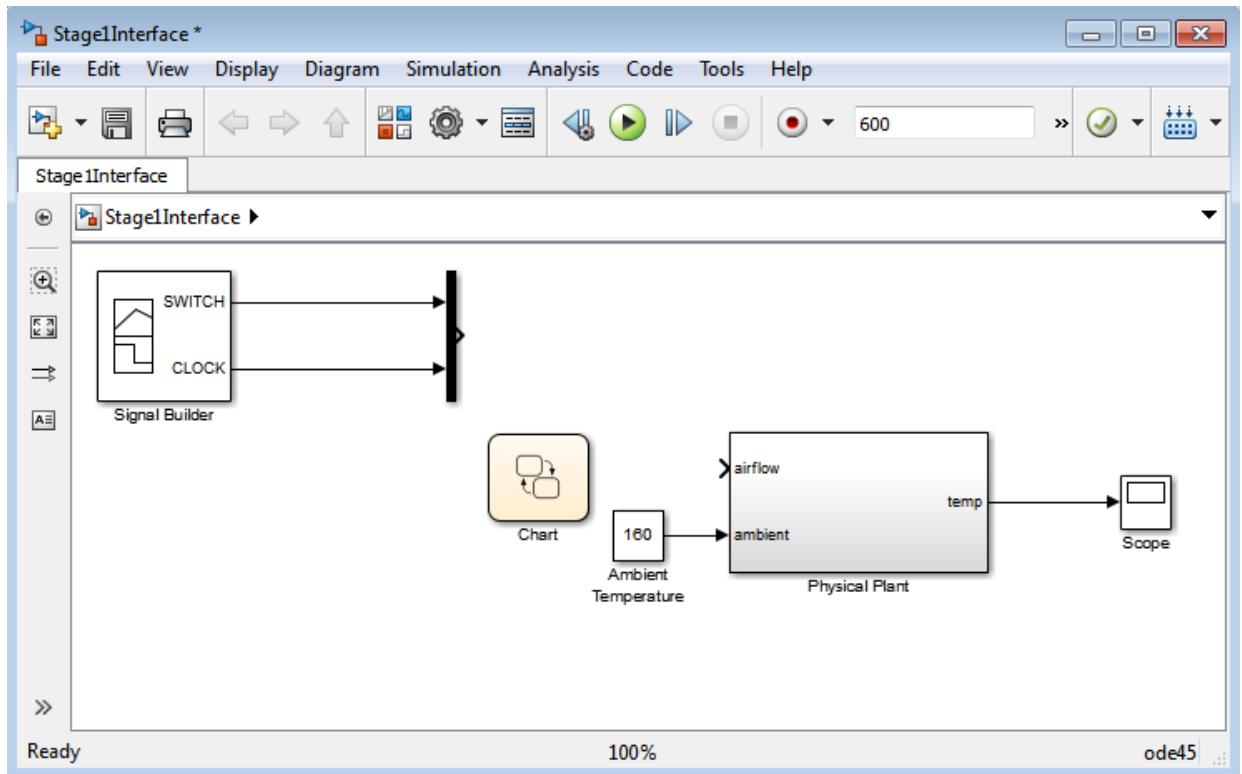 Stage1Interface *
File Edit View Display Diagram Simulation Analysis Code Tools Help
600
Stage1Interface
Stage1Interface
SWITCH
CLOCK
Signal Builder
Chart
160
Ambient
Temperature
airflow
ambient
temp
Physical Plant
Scope
Ready 100% ode45